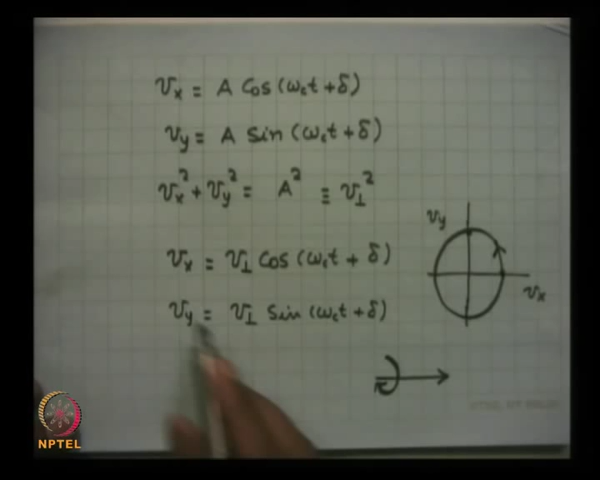 Vx = A Cos(ωct + δ)
Vy = A Sin(ωct + δ)
Vx² + Vy² = A² ≡ V⊥²
Vx = V⊥ Cos(ωct + δ)
Vy = V⊥ Sin(ωct + δ)
Vy
Vx
NPTEL